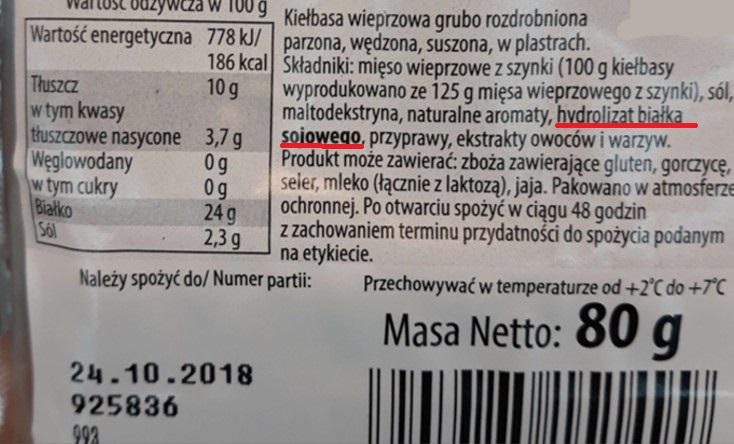 Wartość odżywcza w 100 g
Wartość energetyczna 778 kJ/
186 kcal
Tłuszcz 10 g
w tym kwasy
tłuszczowe nasycone 3,7 g
Węglowodany 0 g
w tym cukry 0 g
Białko 24 g
Sól 2,3 g
Kiełbasa wieprzowa grubo rozdrobniona
parzona, wędzona, suszona, w plastrach.
Składniki: mięso wieprzowe z szynki (100 g kiełbasy
wyprodukowano ze 125 g mięsa wieprzowego z szynki), sól,
maltodekstryna, naturalne aromaty, hydrolizat białka
sojowego, przyprawy, ekstrakty owoców i warzyw.
Produkt może zawierać: zboża zawierające gluten, gorczycę,
seler, mleko (łącznie z laktozą), jaja. Pakowano w atmosferze
ochronnej. Po otwarciu spożyć w ciągu 48 godzin
z zachowaniem terminu przydatności do spożycia podanym
na etykiecie.
Należy spożyć do/ Numer partii:
Przechowywać w temperaturze od +2°C do +7°C
Masa Netto: 80 g
24.10.2018
925836
993